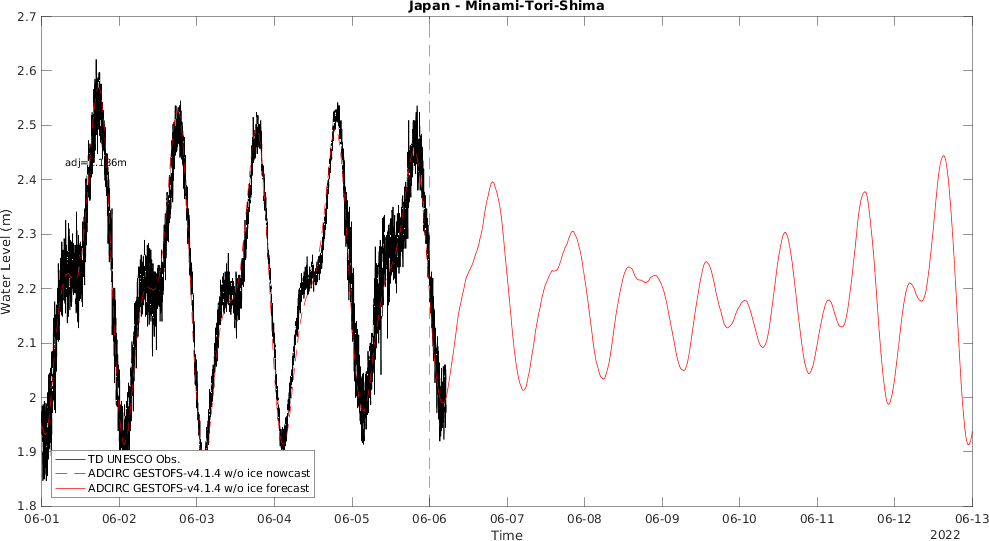 Japan - Minami-Tori-Shima
2.7
2.6
2.5
2.4
2.3
2.2
2.1
2
1.9
1.8
Water Level (m)
TD UNESCO Obs.
ADCIRC GESTOFS-v4.1.4 w/o ice nowcast
ADCIRC GESTOFS-v4.1.4 w/o ice forecast
06-01 06-02 06-03 06-04 06-05 06-06 06-07 06-08 06-09 06-10 06-11 06-12 06-13
Time
2022